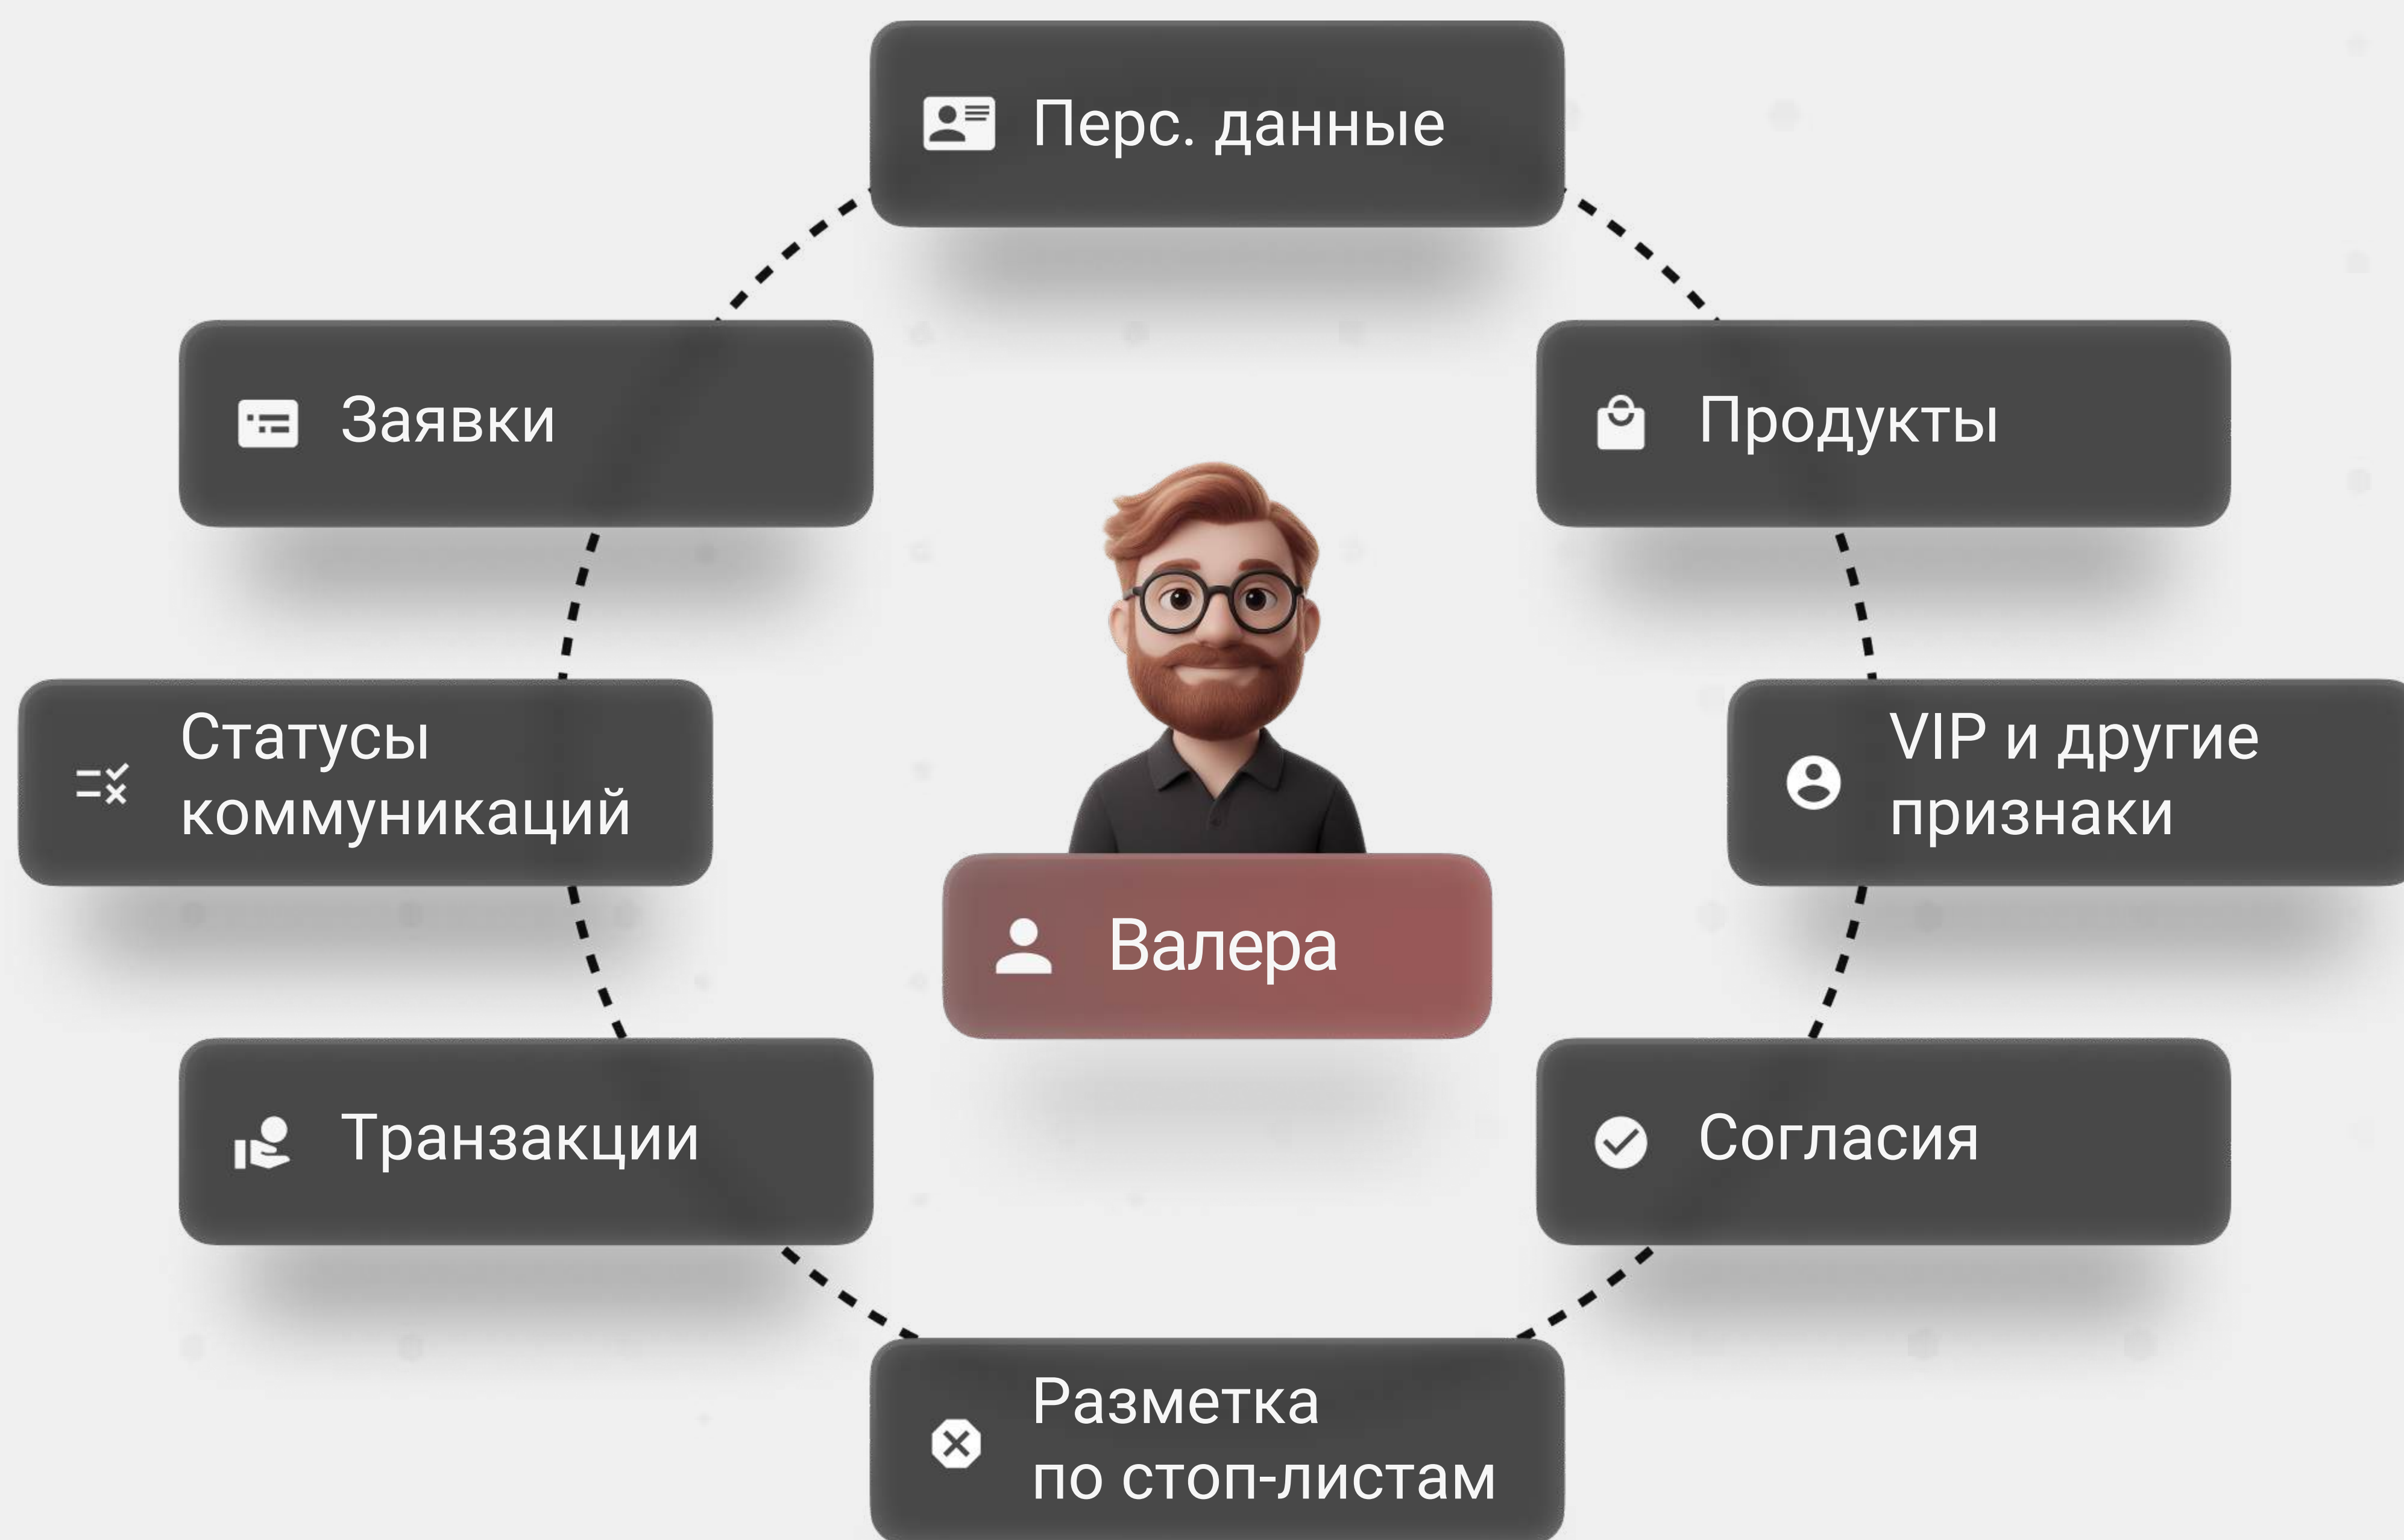 Перс. данные
Заявки
Продукты
Статусы
коммуникаций
VIP и другие
признаки
Валера
Транзакции
Согласия
Разметка
по стоп-листам